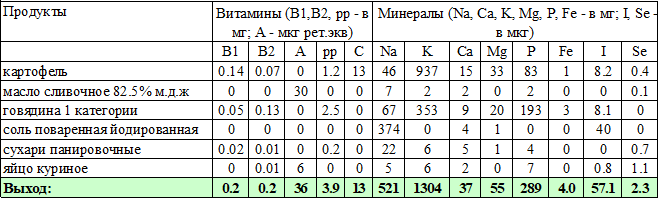 Продукты Витамины (B1,B2, pp - в мг; A - мкг рет.экв) Минералы (Na, Ca, K, Mg, P, Fe - в мг; I, Se - в мкг)
B1 B2 A pp C Na K Ca Mg P Fe I Se
картофель 0.14 0.07 0 1.2 13 46 937 15 33 83 1 8.2 0.4
масло сливочное 82.5% м.д.ж 0 0 30 0 0 7 2 2 0 2 0 0 0.1
говядина 1 категории 0.05 0.13 0 2.5 0 67 353 9 20 193 3 8.1 0
соль поваренная йодированная 0 0 0 0 0 374 0 4 1 0 0 40 0
сухари панировочные 0.02 0.01 0 0.2 0 22 6 5 1 4 0 0 0.7
яйцо куриное 0 0.01 6 0 0 5 6 2 0 7 0 0.8 1.1
Выход: 0.2 0.2 36 3.9 13 521 1304 37 55 289 4.0 57.1 2.3